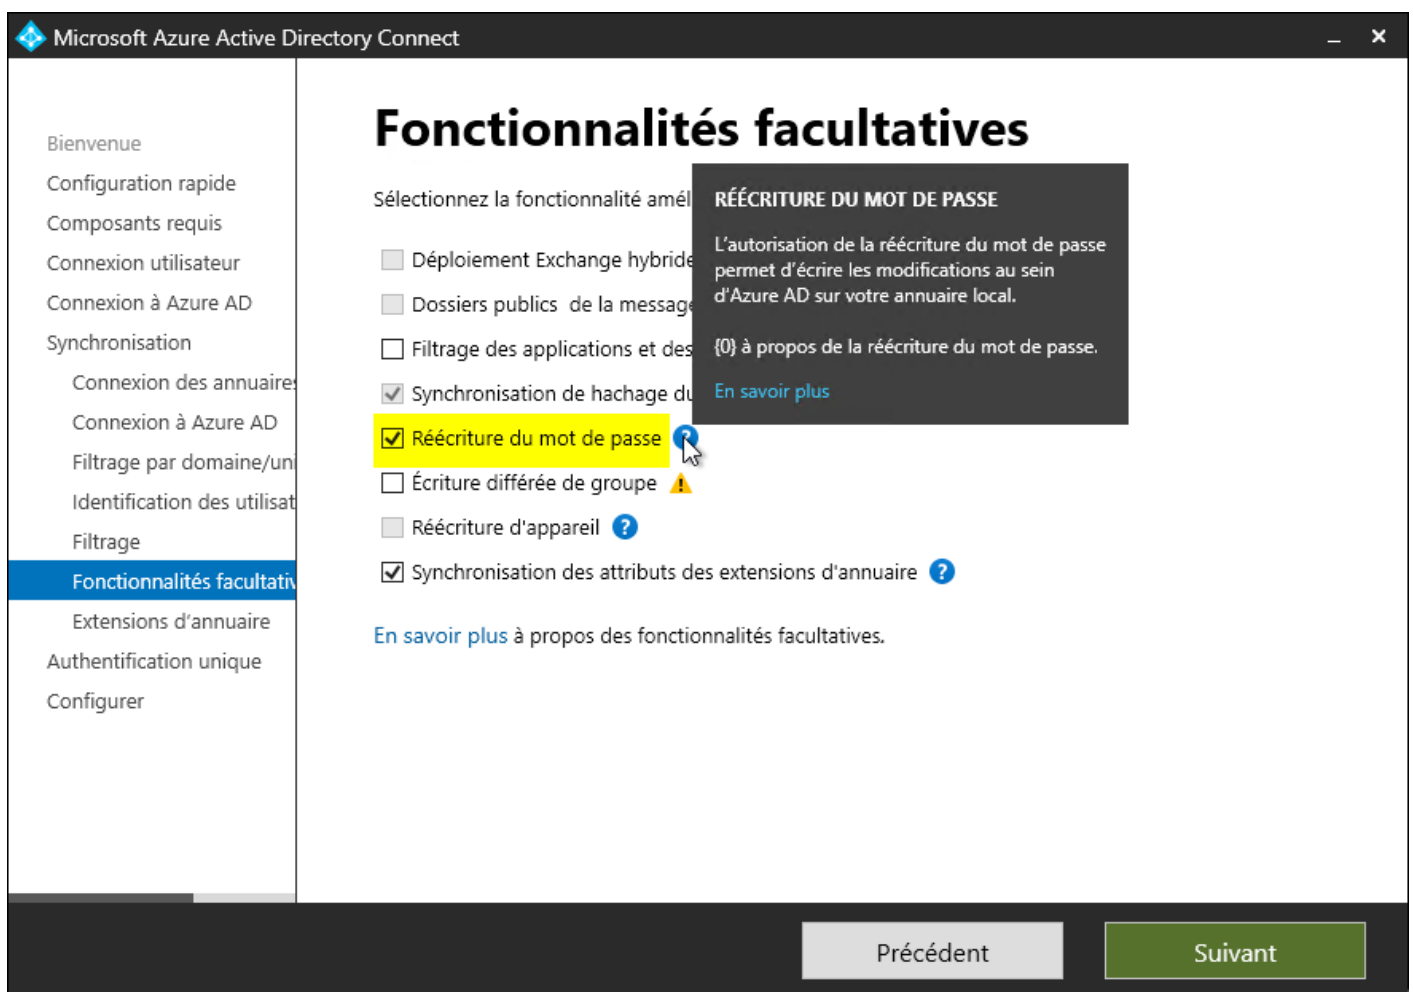 Microsoft Azure Active Directory Connect
Bienvenue
Configuration rapide
Composants requis
Connexion utilisateur
Connexion à Azure AD
Synchronisation
Connexion des annuaires
Connexion à Azure AD
Filtrage par domaine/uni
Identification des utilisat
Filtrage
Fonctionnalités facultativ
Extensions d'annuaire
Authentification unique
Configurer
Fonctionnalités facultatives
Sélectionnez la fonctionnalité amél
Déploiement Exchange hybride
Dossiers publics de la message
Filtrage des applications et des
Synchronisation de hachage du
Réécriture du mot de passe
Écriture différée de groupe
Réécriture d'appareil
Synchronisation des attributs des extensions d'annuaire
En savoir plus à propos des fonctionnalités facultatives.
RÉÉCRITURE DU MOT DE PASSE
L'autorisation de la réécriture du mot de passe
permet d'écrire les modifications au sein
d'Azure AD sur votre annuaire local.
{0} à propos de la réécriture du mot de passe.
En savoir plus
Précédent
Suivant